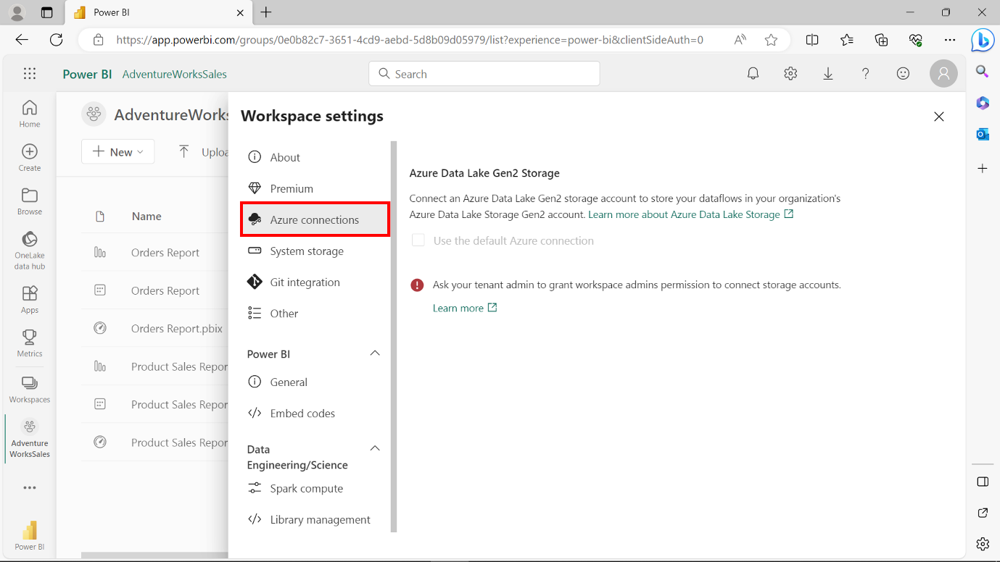 Power BI
https://app.powerbi.com/groups/0e0b82c7-3651-4cd9-aebd-5d8b09d05979/list?experience=power-bi&clientSideAuth=0
Power BI AdventureWorksSales
Search
Home
Create
Browse
OneLake
data hub
Apps
Metrics
Workspaces
Adventure
WorksSales
Power BI
AdventureWorks
New
Uploa
Name
Orders Report
Orders Report
Orders Report.pbix
Product Sales Repor
Product Sales Repor
Product Sales Repor
Workspace settings
About
Premium
Azure connections
System storage
Git integration
Other
Power BI
General
Embed codes
Data
Engineering/Science
Spark compute
Library management
Azure Data Lake Gen2 Storage
Connect an Azure Data Lake Gen2 storage account to store your dataflows in your organization's
Azure Data Lake Storage Gen2 account. Learn more about Azure Data Lake Storage
Use the default Azure connection
Ask your tenant admin to grant workspace admins permission to connect storage accounts.
Learn more